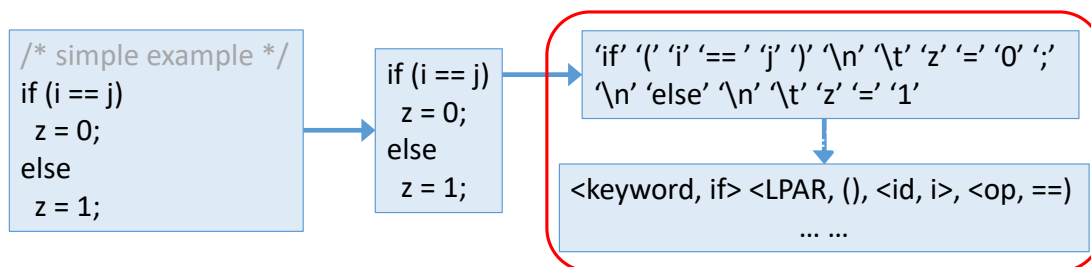 /* simple example */
if (i == j)
z = 0;
else
z = 1;
if (i == j)
z = 0;
else
z = 1;
‘if’ ‘(’ ‘i’ ‘== ’ ‘j’ ‘)’ ‘\n’ ‘\t’ ‘z’ ‘=’ ‘0’ ‘;’
‘\n’ ‘else’ ‘\n’ ‘\t’ ‘z’ ‘=’ ‘1’
<keyword, if> <LPAR, (), <id, i>, <op, ==)
… …